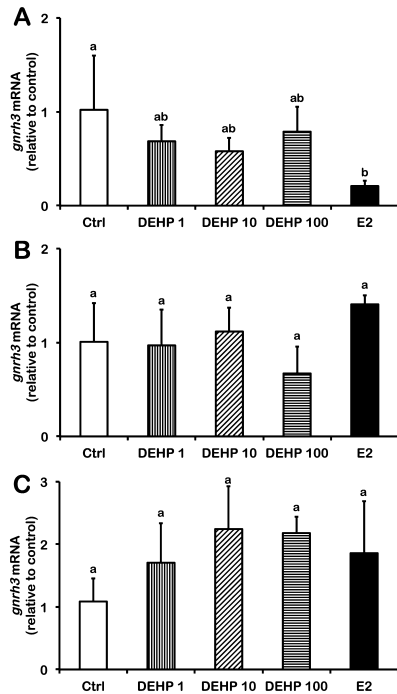 A
gnrh3 mRNA
(relative to control)
2
1
0
a
ab
ab
ab
b
Ctrl DEHP 1 DEHP 10 DEHP 100 E2
B
gnrh3 mRNA
(relative to control)
2
1
0
a
a
a
a
a
Ctrl DEHP 1 DEHP 10 DEHP 100 E2
C
gnrh3 mRNA
(relative to control)
3
2
1
0
a
a
a
a
a
Ctrl DEHP 1 DEHP 10 DEHP 100 E2